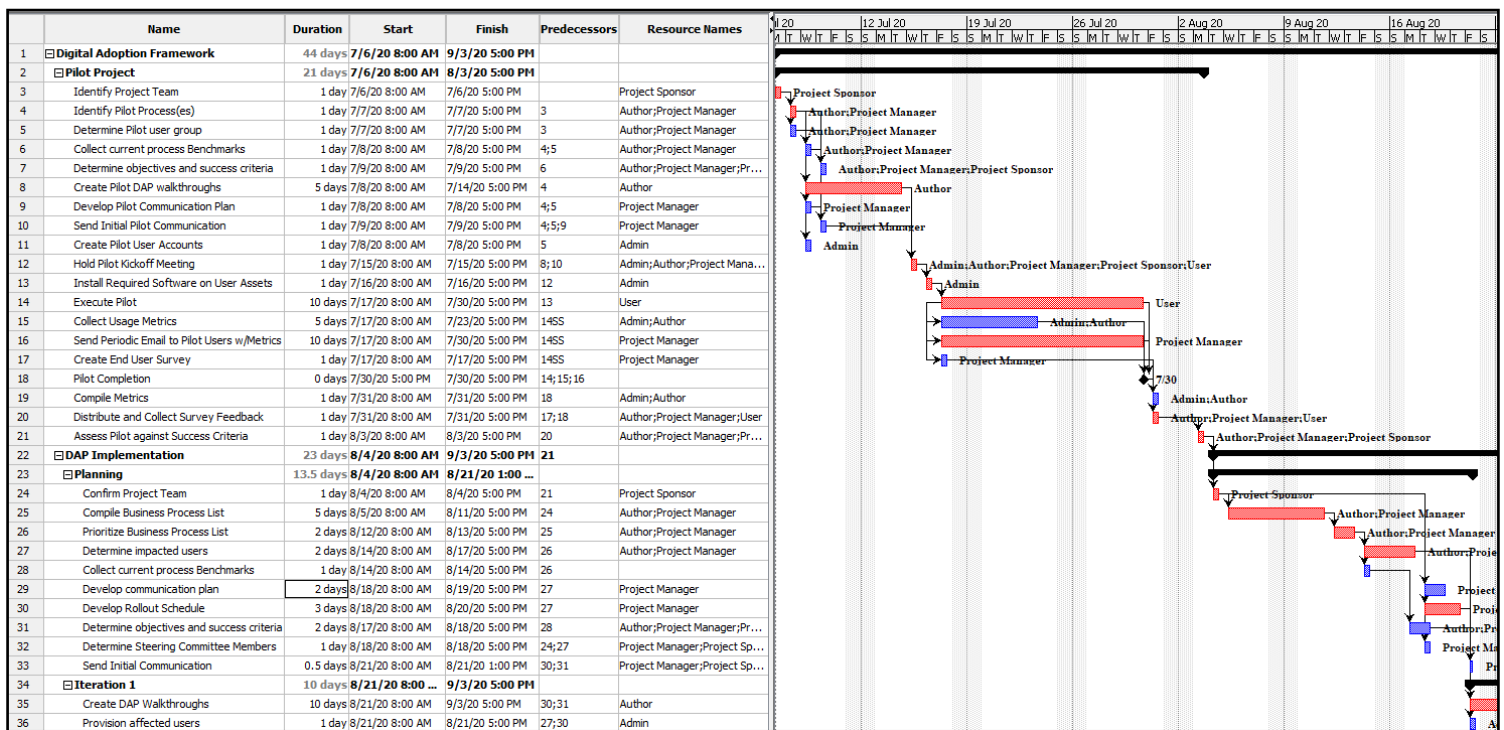 Name Duration Start Finish Predecessors Resource Names
l 20 12 Jul 20 19 Jul 20 26 Jul 20 2 Aug 20 9 Aug 20 16 Aug 20
T W T F S S M T W T F S S M T W T F S S M T W T F S S M T W T F S S M T W T F S S M T W T F S
1 Digital Adoption Framework 44 days 7/6/20 8:00 AM 9/3/20 5:00 PM
2 Pilot Project 21 days 7/6/20 8:00 AM 8/3/20 5:00 PM
3 Identify Project Team 1 day 7/6/20 8:00 AM 7/6/20 5:00 PM Project Sponsor Project Sponsor
4 Identify Pilot Process(es) 1 day 7/7/20 8:00 AM 7/7/20 5:00 PM 3 Author;Project Manager Author;Project Manager
5 Determine Pilot user group 1 day 7/7/20 8:00 AM 7/7/20 5:00 PM 3 Author;Project Manager Author;Project Manager
6 Collect current process Benchmarks 1 day 7/8/20 8:00 AM 7/8/20 5:00 PM 4;5 Author;Project Manager Author;Project Manager
7 Determine objectives and success criteria 1 day 7/9/20 8:00 AM 7/9/20 5:00 PM 6 Author;Project Manager;Pr... Author;Project Manager;Project Sponsor
8 Create Pilot DAP walkthroughs 5 days 7/8/20 8:00 AM 7/14/20 5:00 PM 4 Author Author
9 Develop Pilot Communication Plan 1 day 7/8/20 8:00 AM 7/8/20 5:00 PM 4;5 Project Manager Project Manager
10 Send Initial Pilot Communication 1 day 7/9/20 8:00 AM 7/9/20 5:00 PM 4;5;9 Project Manager Project Manager
11 Create Pilot User Accounts 1 day 7/8/20 8:00 AM 7/8/20 5:00 PM 5 Admin Admin
12 Hold Pilot Kickoff Meeting 1 day 7/15/20 8:00 AM 7/15/20 5:00 PM 8;10 Admin;Author;Project Mana... Admin;Author;Project Manager;Project Sponsor;User
13 Install Required Software on User Assets 1 day 7/16/20 8:00 AM 7/16/20 5:00 PM 12 Admin Admin
14 Execute Pilot 10 days 7/17/20 8:00 AM 7/30/20 5:00 PM 13 User User
15 Collect Usage Metrics 5 days 7/17/20 8:00 AM 7/23/20 5:00 PM 14SS Admin;Author Admin;Author
16 Send Periodic Email to Pilot Users w/Metrics 10 days 7/17/20 8:00 AM 7/30/20 5:00 PM 14SS Project Manager Project Manager
17 Create End User Survey 1 day 7/17/20 8:00 AM 7/17/20 5:00 PM 14SS Project Manager Project Manager
18 Pilot Completion 0 days 7/30/20 5:00 PM 7/30/20 5:00 PM 14;15;16 7/30
19 Compile Metrics 1 day 7/31/20 8:00 AM 7/31/20 5:00 PM 18 Admin;Author Admin;Author
20 Distribute and Collect Survey Feedback 1 day 7/31/20 8:00 AM 7/31/20 5:00 PM 17;18 Author;Project Manager;User Author;Project Manager;User
21 Assess Pilot against Success Criteria 1 day 8/3/20 8:00 AM 8/3/20 5:00 PM 20 Author;Project Manager;Pr... Author;Project Manager;Project Sponsor
22 DAP Implementation 23 days 8/4/20 8:00 AM 9/3/20 5:00 PM 21
23 Planning 13.5 days 8/4/20 8:00 AM 8/21/20 1:00 ...
24 Confirm Project Team 1 day 8/4/20 8:00 AM 8/4/20 5:00 PM 21 Project Sponsor Project Sponsor
25 Compile Business Process List 5 days 8/5/20 8:00 AM 8/11/20 5:00 PM 24 Author;Project Manager Author;Project Manager
26 Prioritize Business Process List 2 days 8/12/20 8:00 AM 8/13/20 5:00 PM 25 Author;Project Manager Author;Project Manager
27 Determine impacted users 2 days 8/14/20 8:00 AM 8/17/20 5:00 PM 26 Author;Project Manager Author;Proje
28 Collect current process Benchmarks 1 day 8/14/20 8:00 AM 8/14/20 5:00 PM 26
29 Develop communication plan 2 days 8/18/20 8:00 AM 8/19/20 5:00 PM 27 Project Manager Project
30 Develop Rollout Schedule 3 days 8/18/20 8:00 AM 8/20/20 5:00 PM 27 Project Manager Proje
31 Determine objectives and success criteria 2 days 8/17/20 8:00 AM 8/18/20 5:00 PM 28 Author;Project Manager;Pr... Author;Pr
32 Determine Steering Committee Members 1 day 8/18/20 8:00 AM 8/18/20 5:00 PM 24;27 Project Manager;Project Sp... Project Ma
33 Send Initial Communication 0.5 days 8/21/20 8:00 AM 8/21/20 1:00 PM 30;31 Project Manager;Project Sp... Pr
34 Iteration 1 10 days 8/21/20 8:00 ... 9/3/20 5:00 PM
35 Create DAP Walkthroughs 10 days 8/21/20 8:00 AM 9/3/20 5:00 PM 30;31 Author
36 Provision affected users 1 day 8/21/20 8:00 AM 8/21/20 5:00 PM 27;30 Admin A